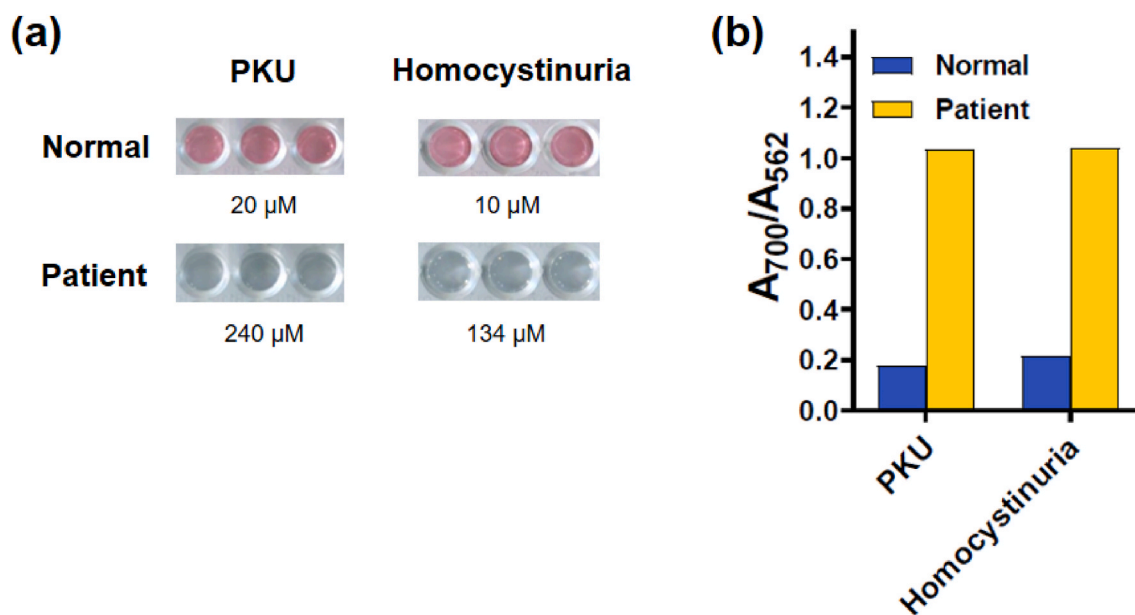 (a)
PKU Homocystinuria
Normal
20 μM 10 μM
Patient
240 μM 134 μM
(b)
Normal
Patient
A700/A562
1.4
1.2
1.0
0.8
0.6
0.4
0.2
0.0
PKU
Homocystinuria